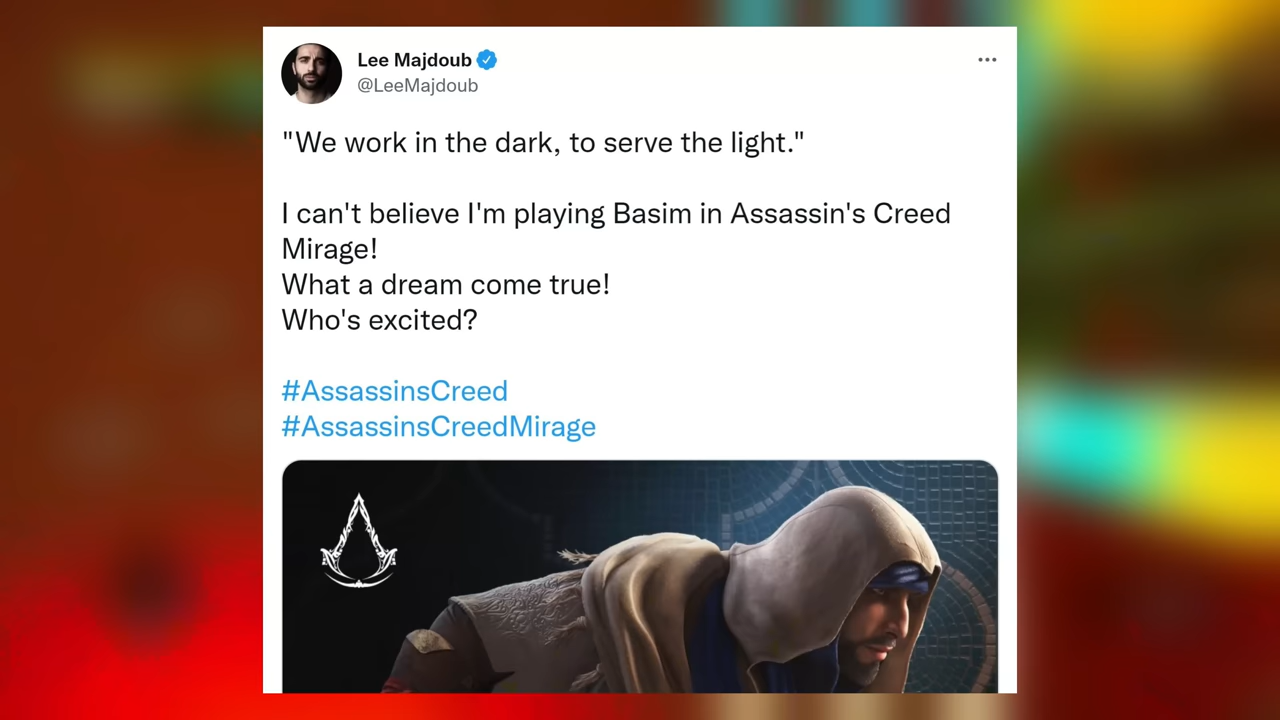 Lee Majdoub
@LeeMajdoub
"We work in the dark, to serve the light."
I can't believe I'm playing Basim in Assassin's Creed
Mirage!
What a dream come true!
Who's excited?
#AssassinsCreed
#AssassinsCreedMirage